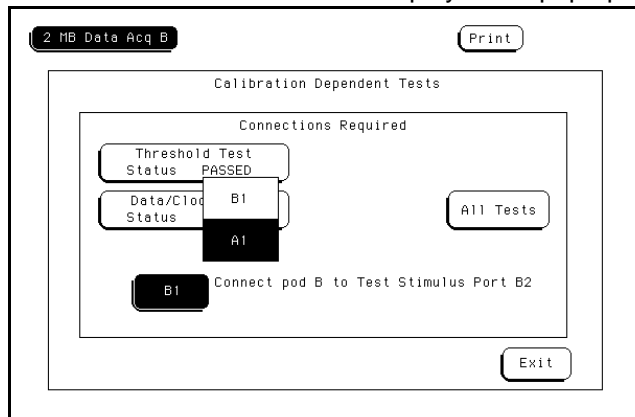 2 MB Data Acq B
Print
Calibration Dependent Tests
Connections Required
Threshold Test
Status PASSED
Data/Cloc
Status
B1
A1
All Tests
B1
Connect pod B to Test Stimulus Port B2
Exit